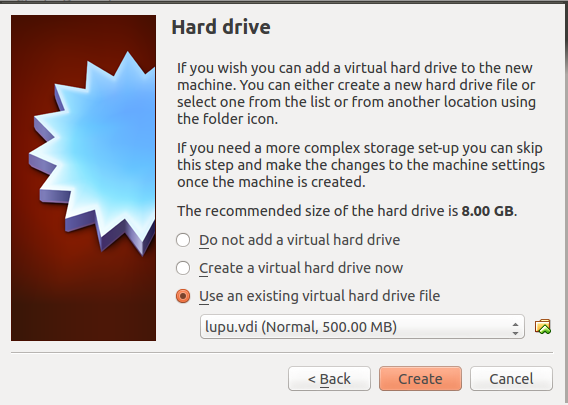 Hard drive
If you wish you can add a virtual hard drive to the new
machine. You can either create a new hard drive file or
select one from the list or from another location using
the folder icon.
If you need a more complex storage set-up you can skip
this step and make the changes to the machine settings
once the machine is created.
The recommended size of the hard drive is 8.00 GB.
Do not add a virtual hard drive
Create a virtual hard drive now
Use an existing virtual hard drive file
lupu.vdi (Normal, 500.00 MB)
< Back Create Cancel